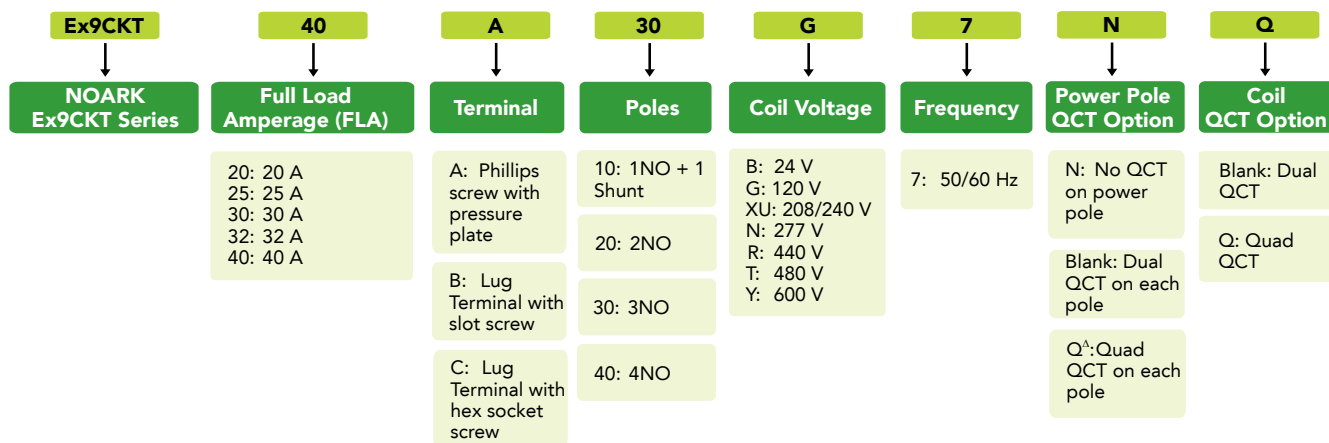 Ex9CKT
40
A
30
G
7
N
Q
NOARK
Ex9CKT Series
Full Load
Amperage (FLA)
Terminal
Poles
Coil Voltage
Frequency
Power Pole
QCT Option
Coil
QCT Option
20: 20 A
25: 25 A
30: 30 A
32: 32 A
40: 40 A
A: Phillips
screw with
pressure
plate
B: Lug
Terminal with
slot screw
C: Lug
Terminal with
hex socket
screw
10: 1NO + 1
Shunt
20: 2NO
30: 3NO
40: 4NO
B: 24 V
G: 120 V
XU: 208/240 V
N: 277 V
R: 440 V
T: 480 V
Y: 600 V
7: 50/60 Hz
N: No QCT
on power
pole
Blank: Dual
QCT on each
pole
Q^Δ:Quad
QCT on each
pole
Blank: Dual
QCT
Q: Quad
QCT